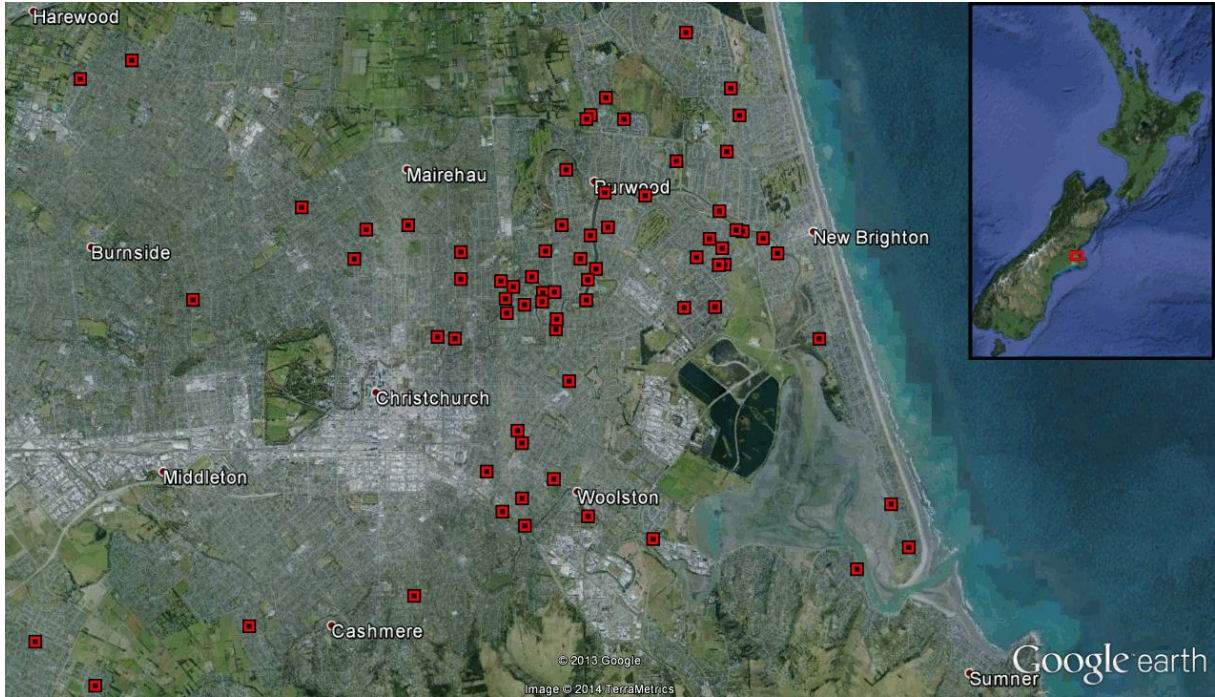 Harewood
Mairehau
Burwood
Burnside
New Brighton
Christchurch
Middleton
Woolston
Cashmere
© 2013 Google
Google earth
Image © 2014 TerraMetrics
Sumner